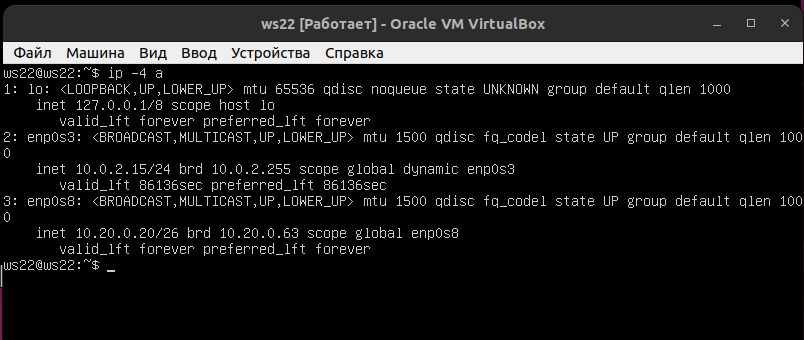 ws22 [Работает] - Oracle VM VirtualBox
Файл Машина Вид Ввод Устройства Справка
ws22@ws22:~$ ip -4 a
1: lo: <LOOPBACK,UP,LOWER_UP> mtu 65536 qdisc noqueue state UNKNOWN group default qlen 1000
    inet 127.0.0.1/8 scope host lo
       valid_lft forever preferred_lft forever
2: enp0s3: <BROADCAST,MULTICAST,UP,LOWER_UP> mtu 1500 qdisc fq_codel state UP group default qlen 100
0
    inet 10.0.2.15/24 brd 10.0.2.255 scope global dynamic enp0s3
       valid_lft 86136sec preferred_lft 86136sec
3: enp0s8: <BROADCAST,MULTICAST,UP,LOWER_UP> mtu 1500 qdisc fq_codel state UP group default qlen 100
0
    inet 10.20.0.20/26 brd 10.20.0.63 scope global enp0s8
       valid_lft forever preferred_lft forever
ws22@ws22:~$ _